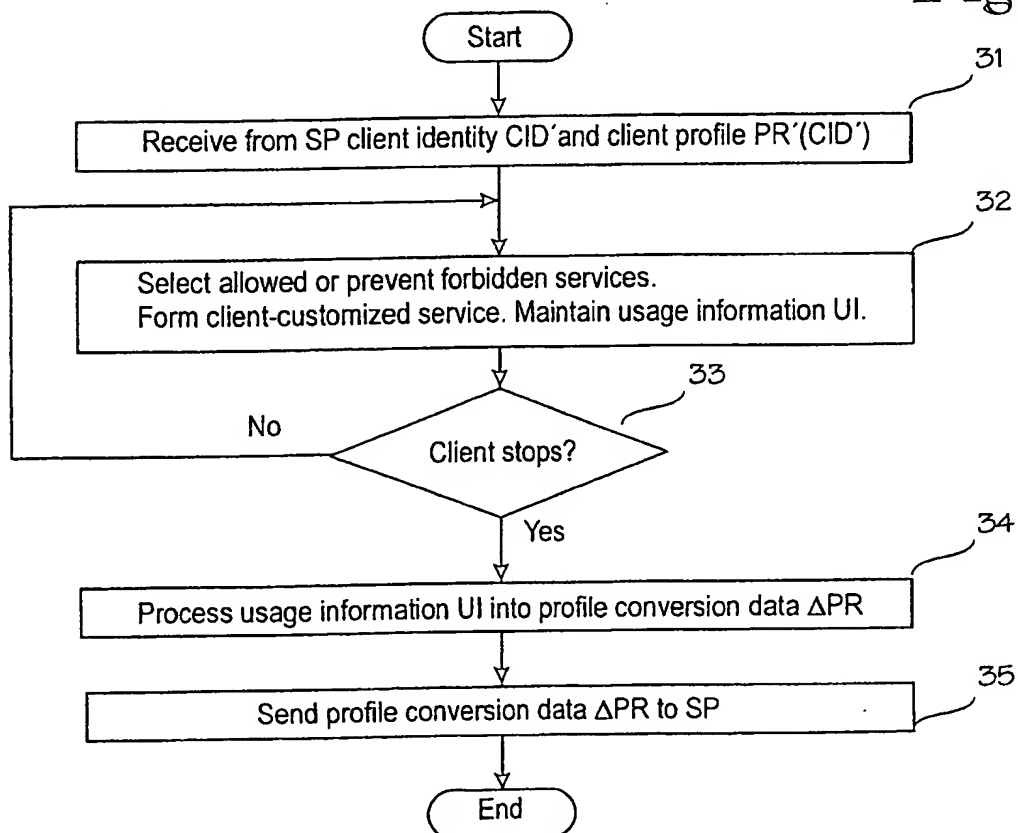 Start
31
Receive from SP client identity CID´and client profile PR´(CID´)
32
Select allowed or prevent forbidden services.
Form client-customized service. Maintain usage information UI.
33
No
Client stops?
Yes
34
Process usage information UI into profile conversion data ΔPR
35
Send profile conversion data ΔPR to SP
End